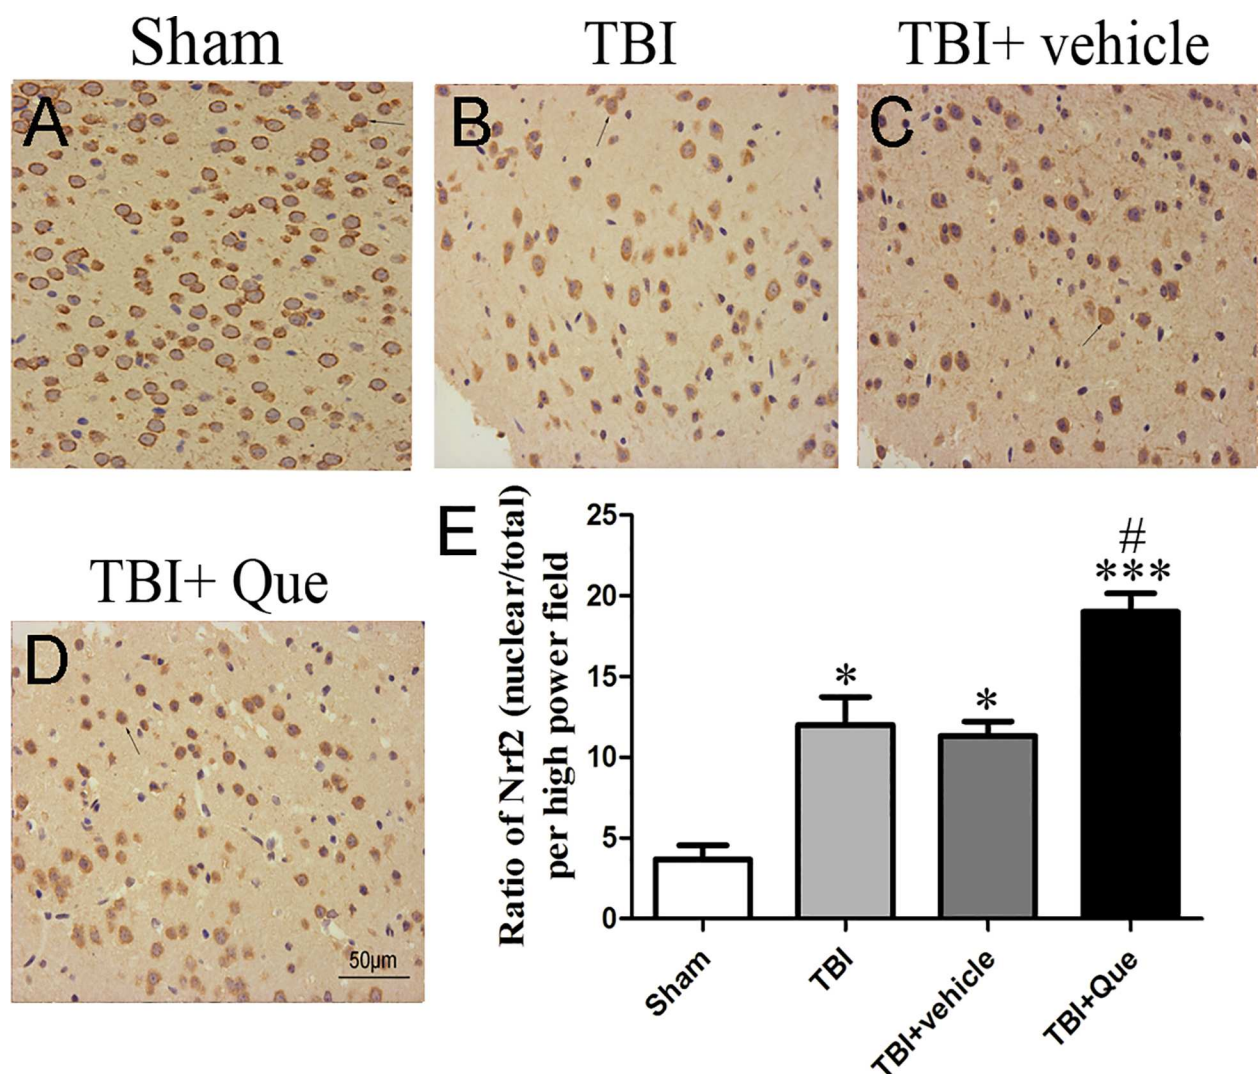 Sham
TBI
TBI+ vehicle
A
B
C
TBI+ Que
D
50μm
E
Ratio of Nrf2 (nuclear/total)
per high power field
25
20
15
10
5
0
*
*
#
***
Sham
TBI
TBI+vehicle
TBI+Que